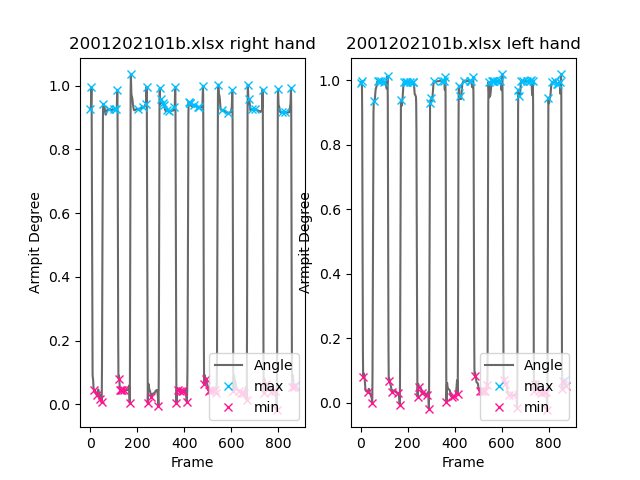 2001202101b.xlsx right hand
Armpit Degree
1.0
0.8
0.6
0.4
0.2
0.0
0 200 400 600 800
Frame
Angle
max
min
2001202101b.xlsx left hand
Armpit Degree
1.0
0.8
0.6
0.4
0.2
0.0
0 200 400 600 800
Frame
Angle
max
min